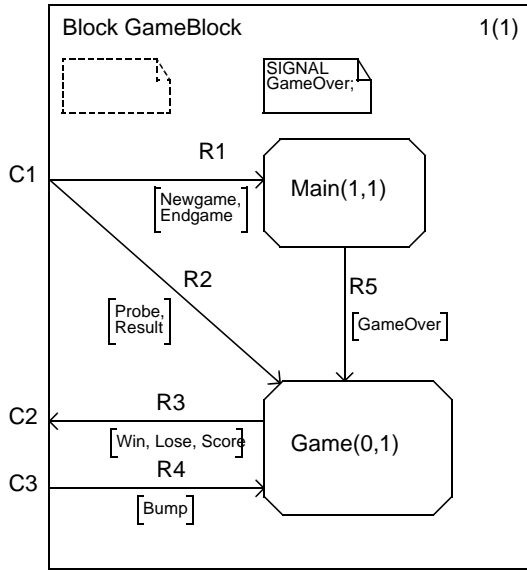 Block GameBlock
1(1)
SIGNAL
GameOver;
C1
R1
Main(1,1)
Newgame,
Endgame
R2
R5
Probe,
Result
GameOver
C2
R3
Game(0,1)
Win, Lose, Score
R4
C3
Bump